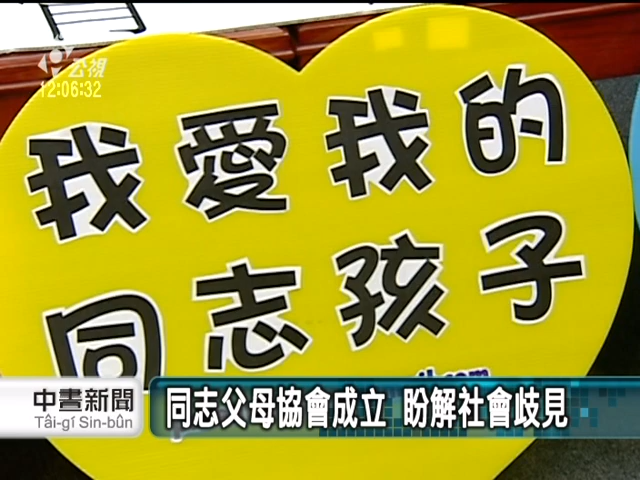 公視
12:06:32
我愛我的
同志孩子
中晝新聞
Tâi-gí Sin-bûn
同志父母協會成立 盼解社會歧見